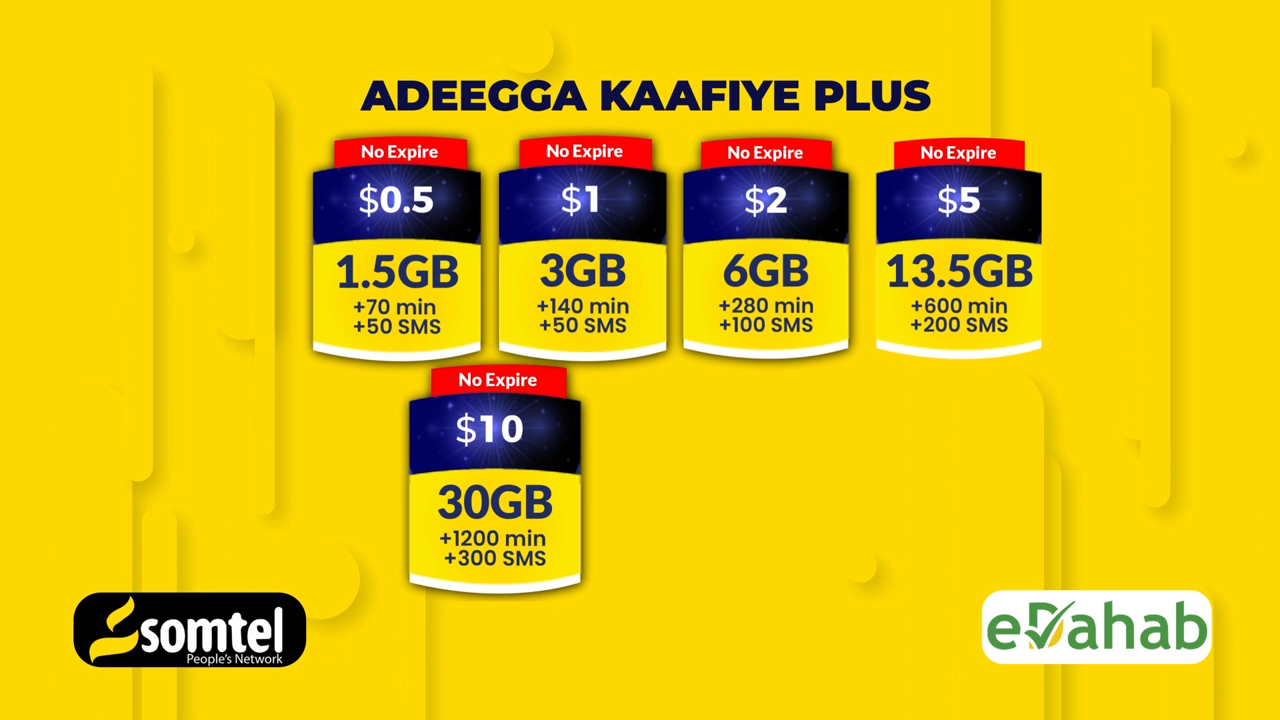 ADEEGGA KAAFIYE PLUS
No Expire
$0.5
1.5GB
+70 min
+50 SMS
No Expire
$1
3GB
+140 min
+50 SMS
No Expire
$2
6GB
+280 min
+100 SMS
No Expire
$5
13.5GB
+600 min
+200 SMS
No Expire
$10
30GB
+1200 min
+300 SMS
somtel
People's Network
eDahab